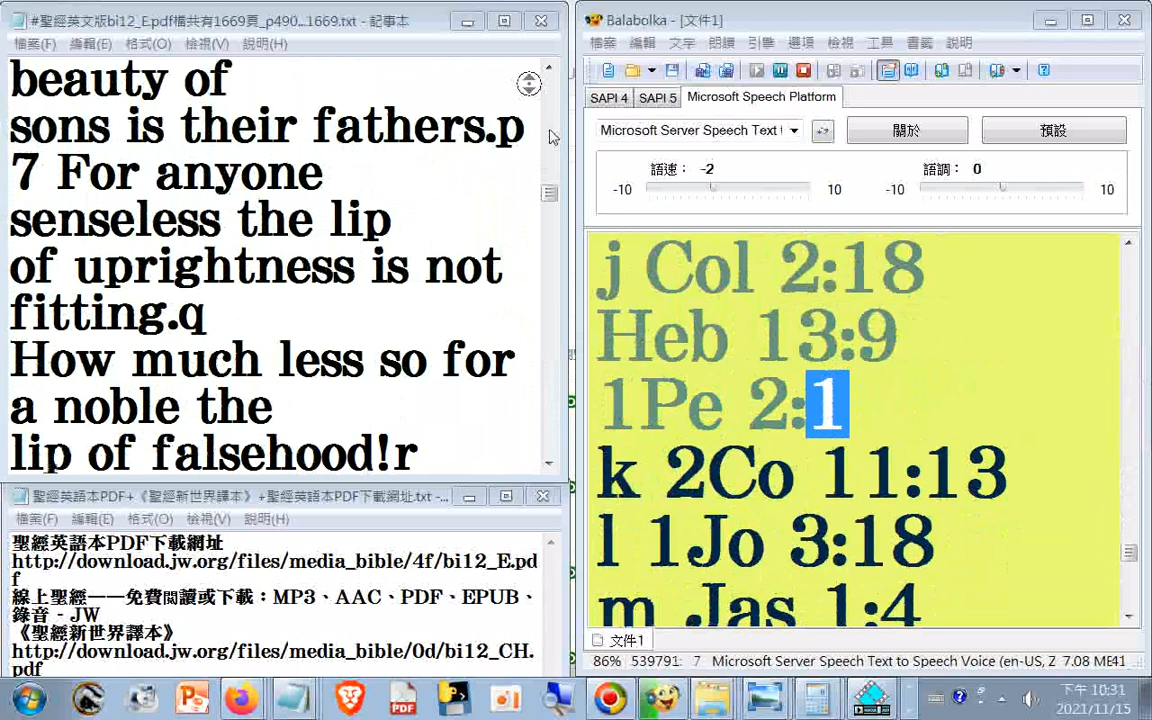 #聖經英文版bi12_E.pdf檔共有1669頁_p490...1669.txt - 記事本
檔案(F) 編輯(E) 格式(O) 檢視(V) 說明(H)
beauty of
sons is their fathers.p
7 For anyone
senseless the lip
of uprightness is not
fitting.q
How much less so for
a noble the
lip of falsehood!r
聖經英語本PDF+《聖經新世界譯本》+聖經英語本PDF下載網址.txt -...
檔案(F) 編輯(E) 格式(O) 檢視(V) 說明(H)
聖經英語本PDF下載網址
http://download.jw.org/files/media_bible/4f/bi12_E.pd
f
線上聖經——免費閱讀或下載：MP3、AAC、PDF、EPUB、
錄音 - JW
《聖經新世界譯本》
http://download.jw.org/files/media_bible/0d/bi12_CH.
pdf
Balabolka - [文件1]
檔案 編輯 文字 朗讀 引擎 選項 檢視 工具 書籤 說明
SAPI 4 SAPI 5 Microsoft Speech Platform
Microsoft Server Speech Text
關於 預設
語速： -2 語調： 0
-10 10 -10 10
j Col 2:18
Heb 13:9
1Pe 2:1
k 2Co 11:13
l 1Jo 3:18
m Jas 1:4
文件1
86% 539791: 7 Microsoft Server Speech Text to Speech Voice (en-US, Z 7.08 ME41
下午 10:31
2021/11/15